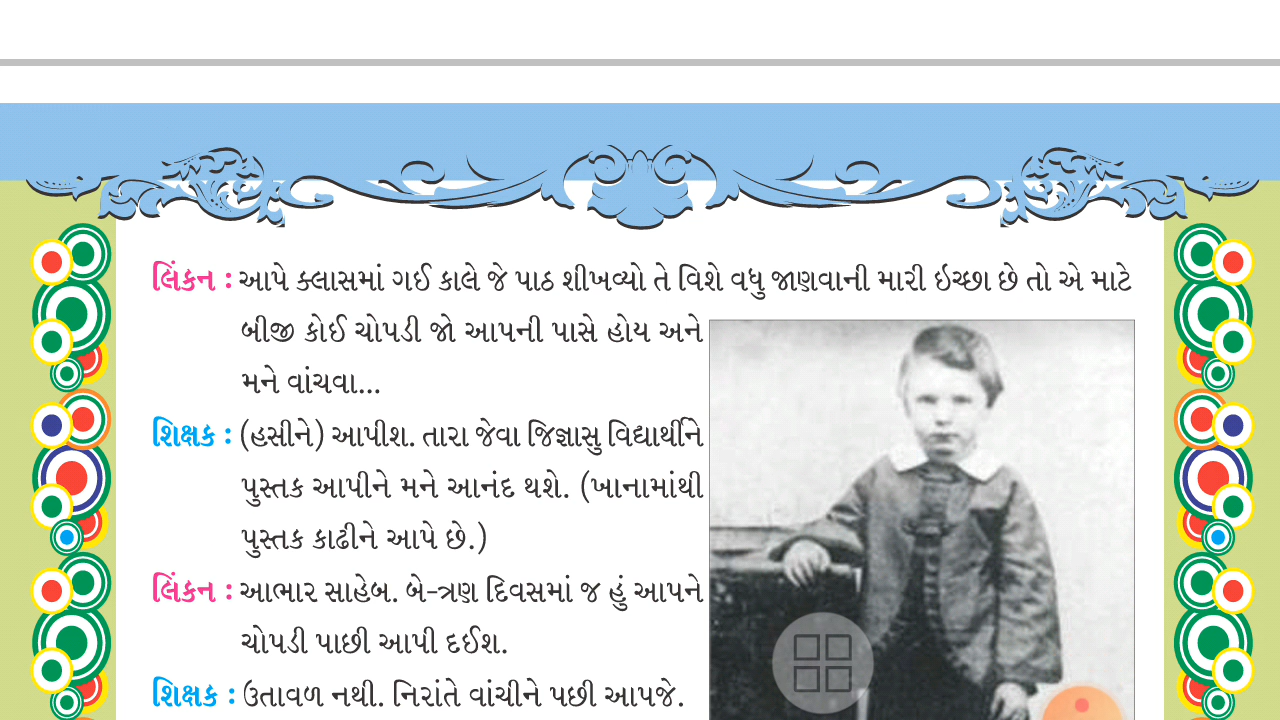 લિંકન : આપે ક્લાસમાં ગઈ કાલે જે પાઠ શીખવ્યો તે વિશે વધુ જાણવાની મારી ઇચ્છા છે તો એ માટે
બીજી કોઈ ચોપડી જો આપની પાસે હોય અને
મને વાંચવા...
શિક્ષક : (હસીને) આપીશ. તારા જેવા જિજ્ઞાસુ વિદ્યાર્થીને
પુસ્તક આપીને મને આનંદ થશે. (ખાનામાંથી
પુસ્તક કાઢીને આપે છે.)
લિંકન : આભાર સાહેબ. બે-ત્રણ દિવસમાં જ હું આપને
ચોપડી પાછી આપી દઈશ.
શિક્ષક : ઉતાવળ નથી. નિરાંતે વાંચીને પછી આપજે.